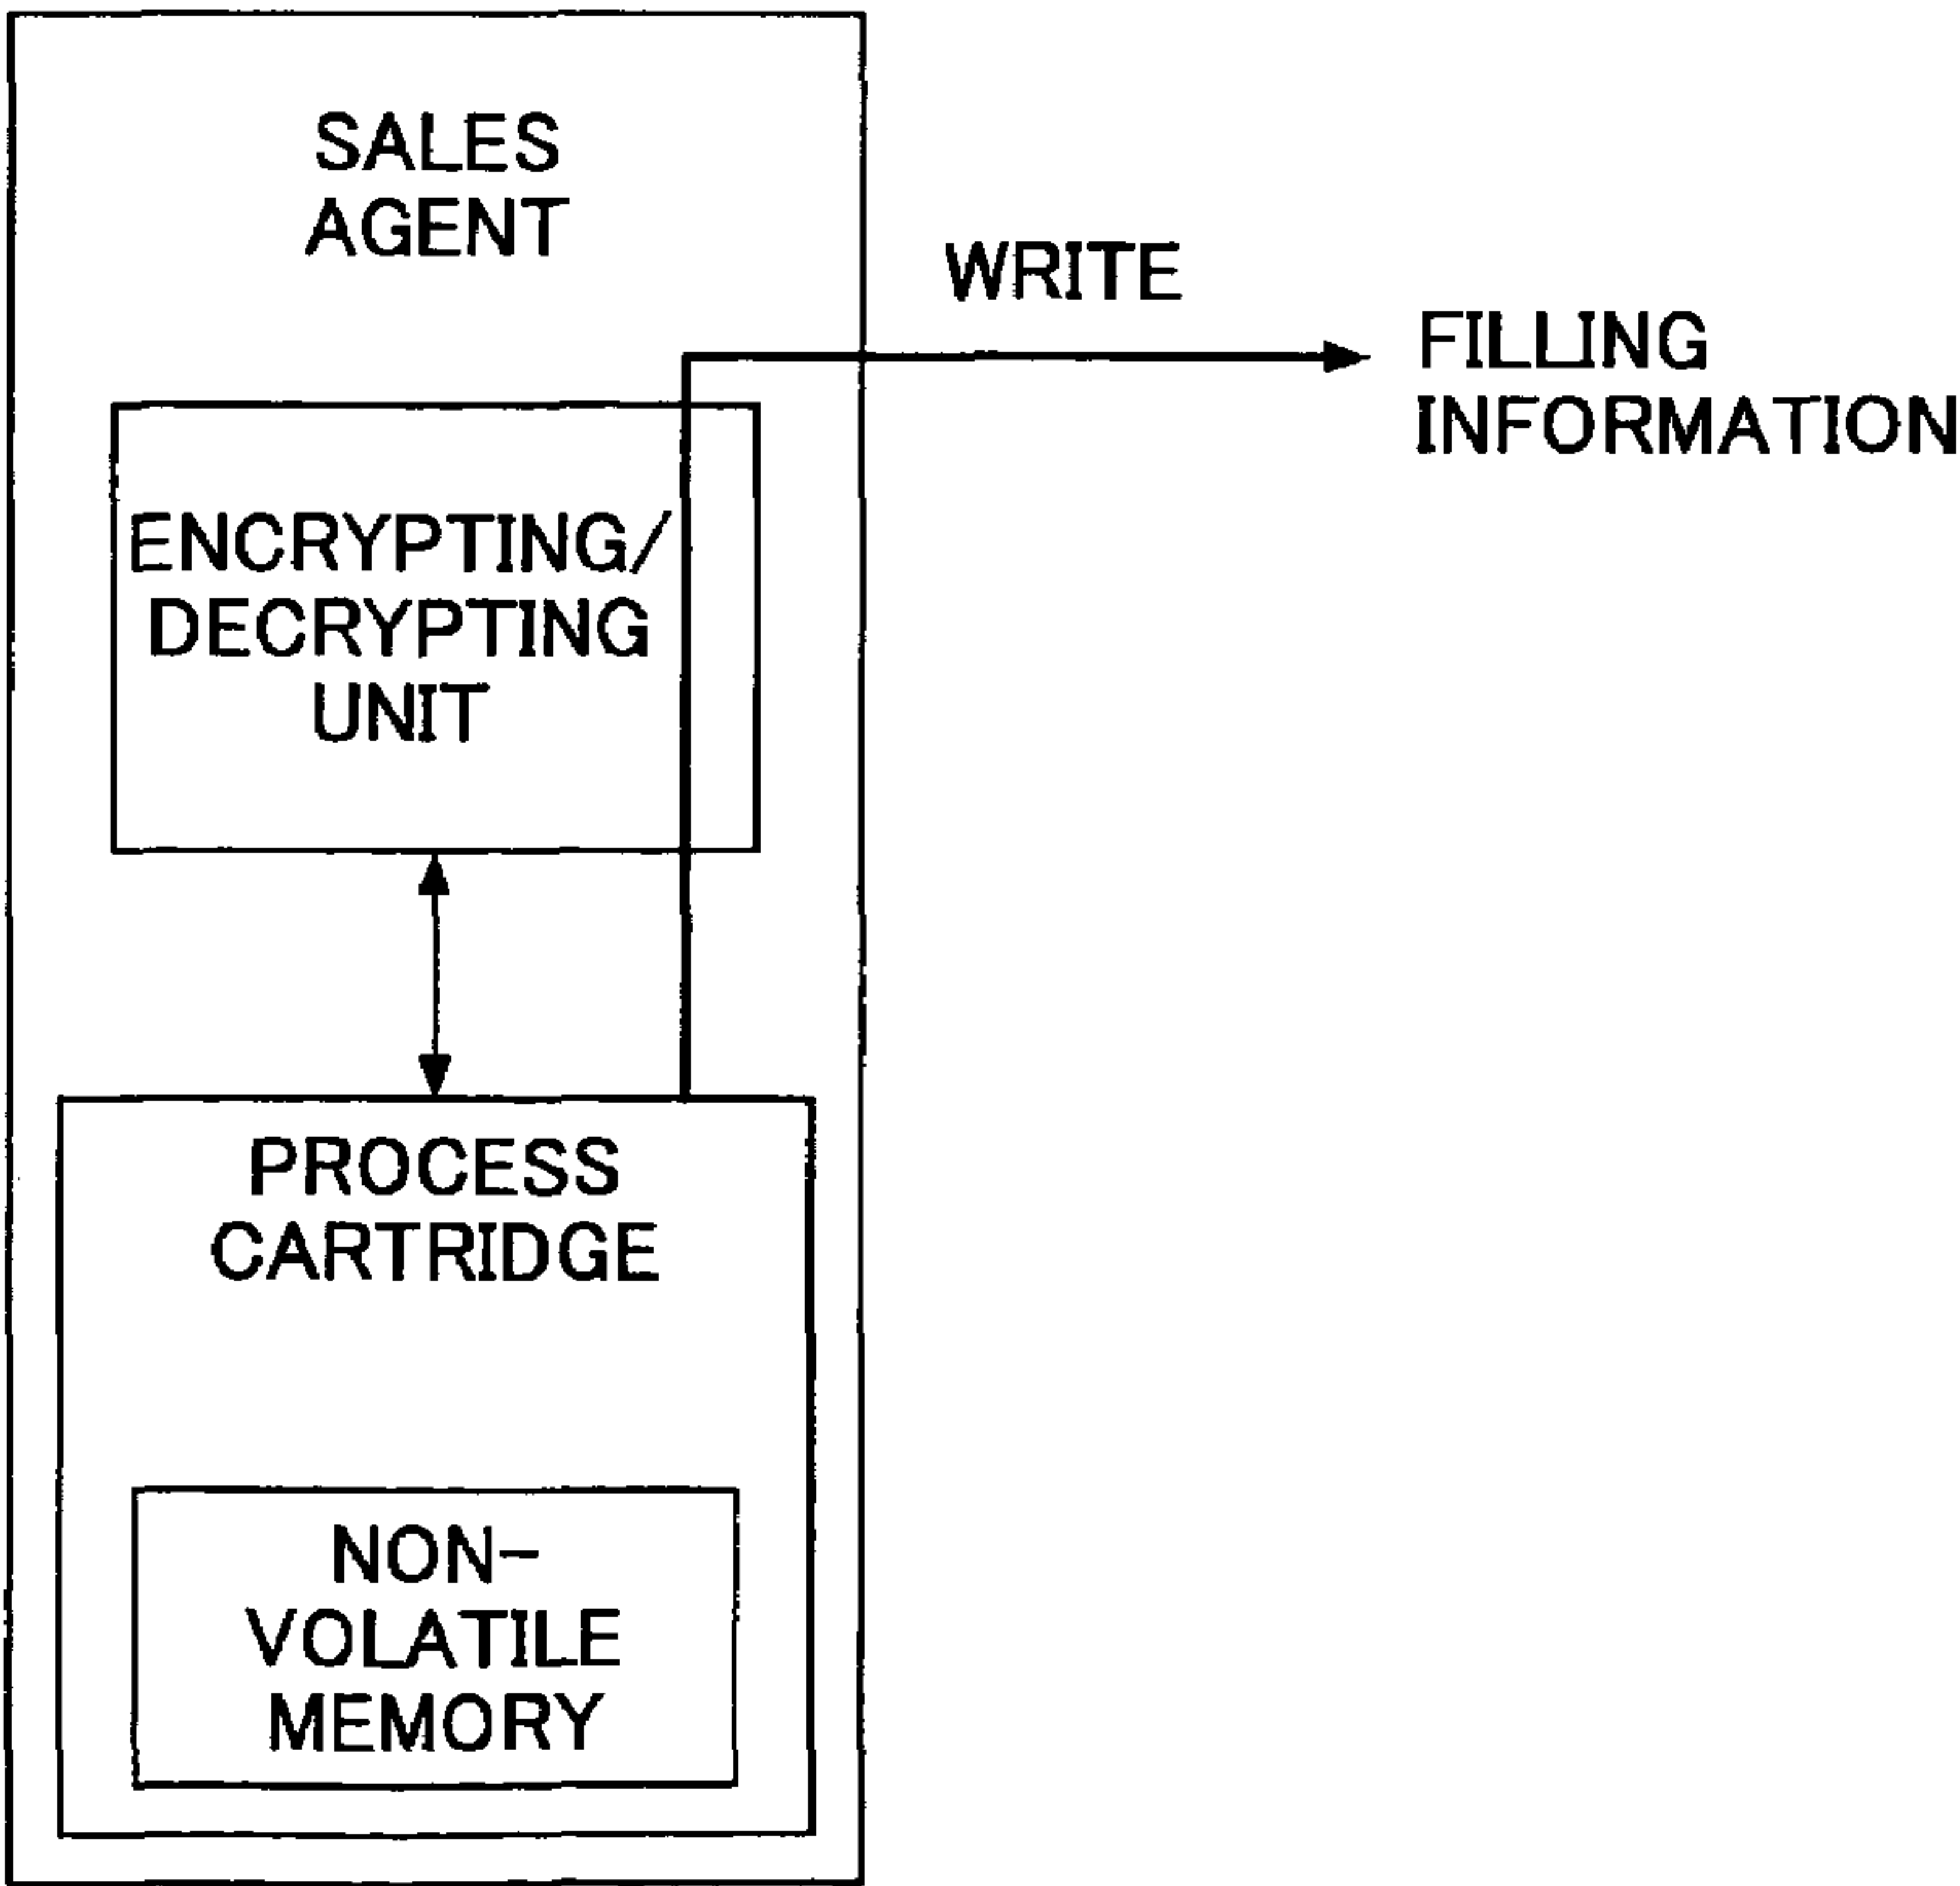 SALES
AGENT
WRITE
FILLING
INFORMATION
ENCRYPTING/
DECRYPTING
UNIT
PROCESS
CARTRIDGE
NON-
VOLATILE
MEMORY